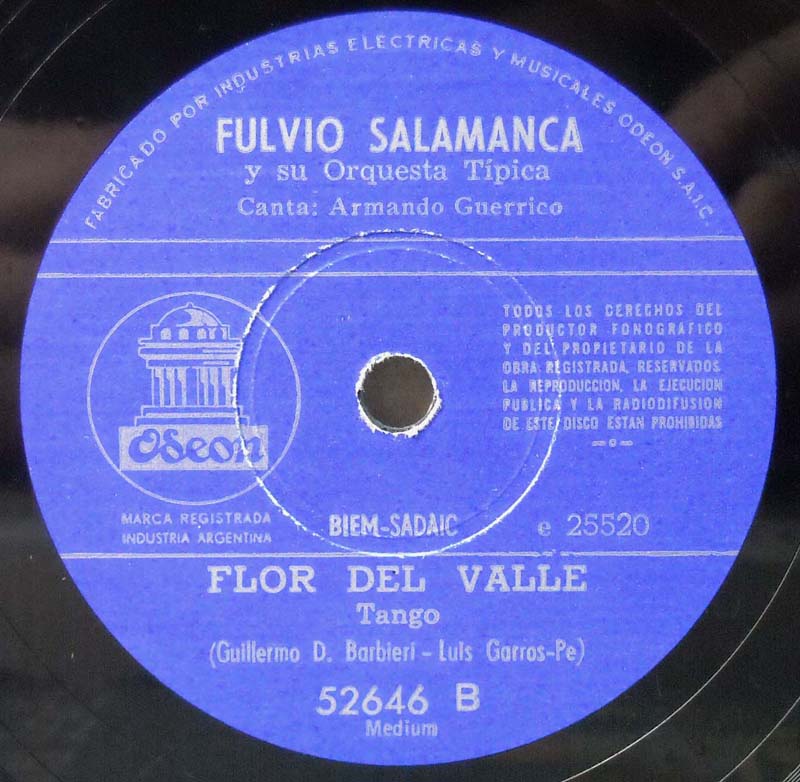 FABRICADO POR INDUSTRIAS ELECTRICAS Y MUSICALES ODEON S.A.I.C.
FULVIO SALAMANCA
y su Orquesta Típica
Canta: Armando Guerrico
TODOS LOS DERECHOS DEL
PRODUCTOR FONOGRAFICO
Y DEL PROPIETARIO DE LA
OBRA REGISTRADA, RESERVADOS.
LA REPRODUCCION, LA EJECUCION
PUBLICA Y LA RADIODIFUSION
DE ESTE DISCO ESTAN PROHIBIDAS
Odeon
MARCA REGISTRADA
INDUSTRIA ARGENTINA
BIEM-SADAIC
e 25520
FLOR DEL VALLE
Tango
(Guillermo D. Barbieri - Luis Garros-Pe)
52646 B
Medium